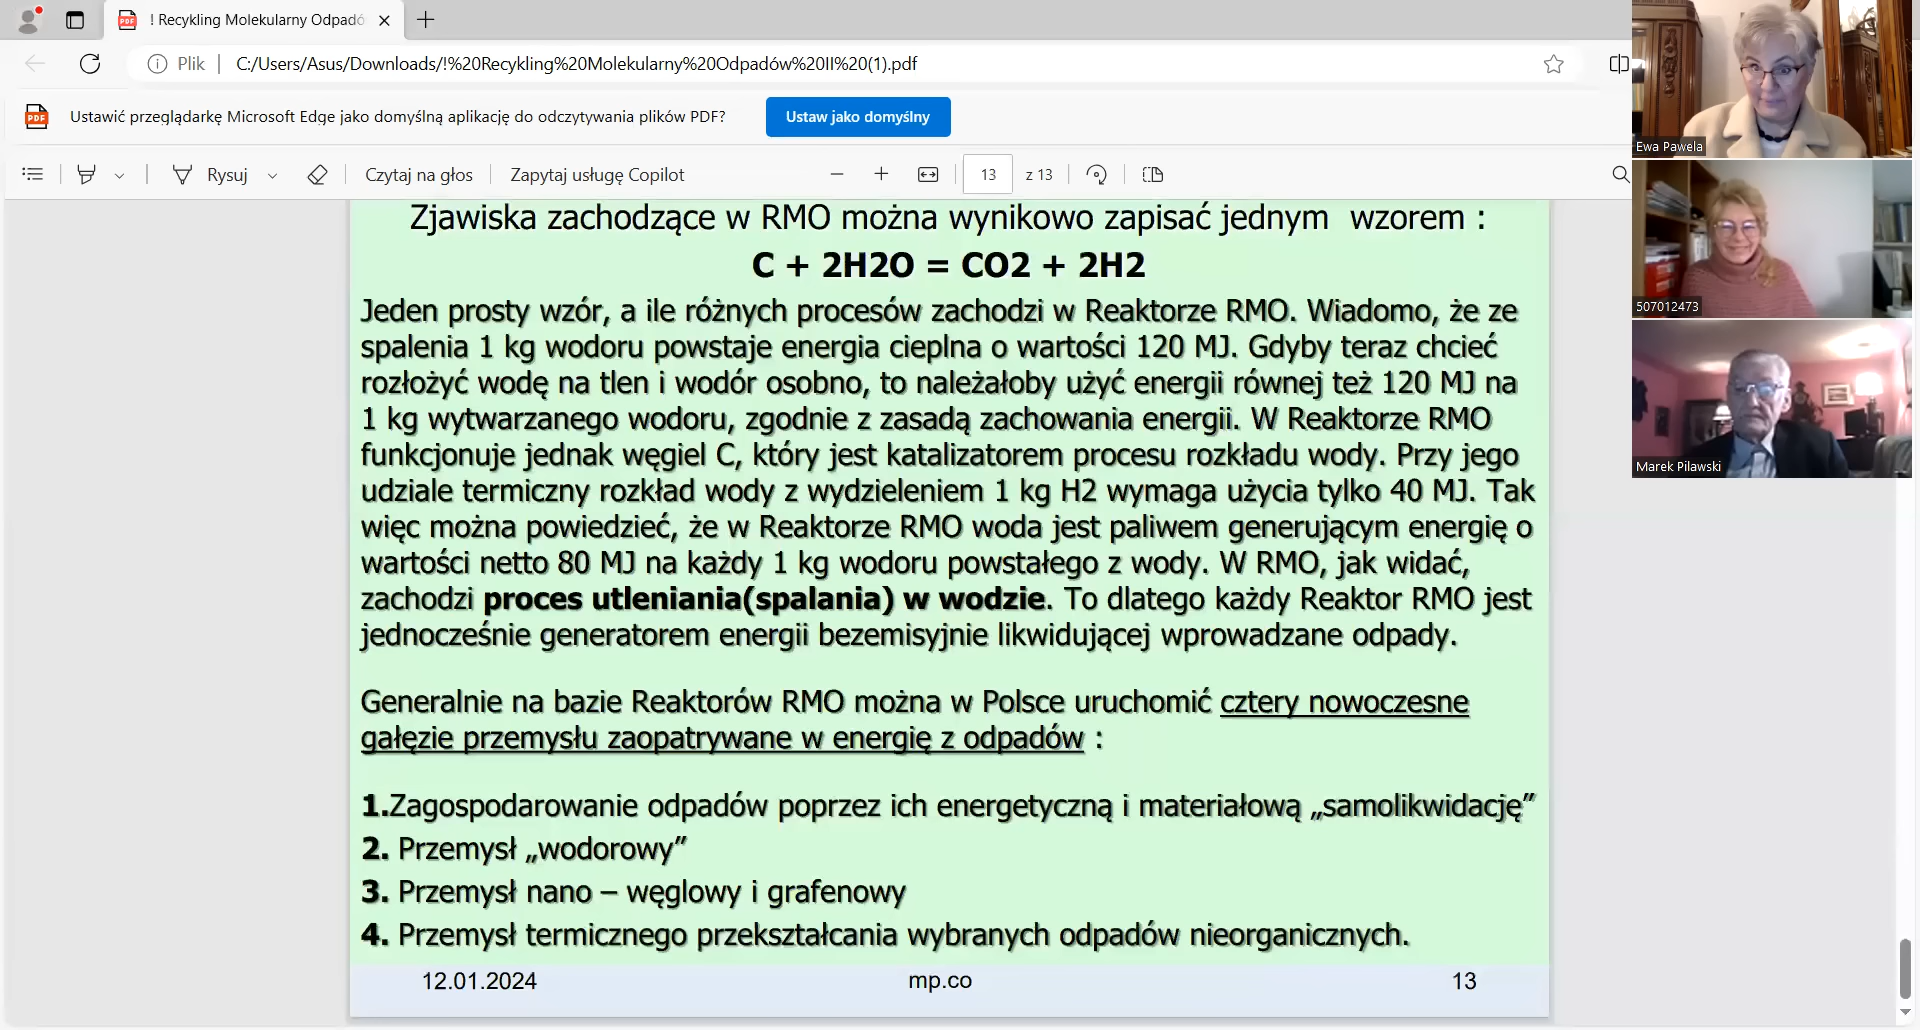 ! Recykling Molekularny Odpadó
Plik
C:/Users/Asus/Downloads/!%20Recykling%20Molekularny%20Odpadów%20II%20(1).pdf
Ustawić przeglądarkę Microsoft Edge jako domyślną aplikację do odczytywania plików PDF?
Ustaw jako domyślny
Rysuj
Czytaj na głos
Zapytaj usługę Copilot
13 z 13
Zjawiska zachodzące w RMO można wynikowo zapisać jednym wzorem :
C + 2H2O = CO2 + 2H2
Jeden prosty wzór, a ile różnych procesów zachodzi w Reaktorze RMO. Wiadomo, że ze
spalenia 1 kg wodoru powstaje energia cieplna o wartości 120 MJ. Gdyby teraz chcieć
rozłożyć wodę na tlen i wodór osobno, to należałoby użyć energii równej też 120 MJ na
1 kg wytwarzanego wodoru, zgodnie z zasadą zachowania energii. W Reaktorze RMO
funkcjonuje jednak węgiel C, który jest katalizatorem procesu rozkładu wody. Przy jego
udziale termiczny rozkład wody z wydzieleniem 1 kg H2 wymaga użycia tylko 40 MJ. Tak
więc można powiedzieć, że w Reaktorze RMO woda jest paliwem generującym energię o
wartości netto 80 MJ na każdy 1 kg wodoru powstałego z wody. W RMO, jak widać,
zachodzi proces utleniania(spalania) w wodzie. To dlatego każdy Reaktor RMO jest
jednocześnie generatorem energii bezemisyjnie likwidującej wprowadzane odpady.
Generalnie na bazie Reaktorów RMO można w Polsce uruchomić cztery nowoczesne
gałęzie przemysłu zaopatrywane w energię z odpadów :
1.Zagospodarowanie odpadów poprzez ich energetyczną i materiałową „samolikwidację”
2. Przemysł „wodorowy”
3. Przemysł nano – węglowy i grafenowy
4. Przemysł termicznego przekształcania wybranych odpadów nieorganicznych.
12.01.2024
mp.co
13
Ewa Pawela
507012473
Marek Pilawski